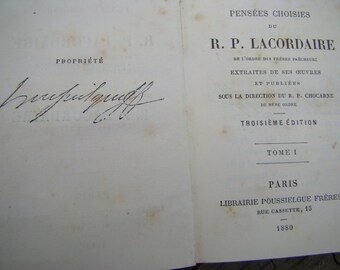 PROPRIÉTÉ
PENSÉES CHOISIES
DU
R. P. LACORDAIRE
DE L'ORDRE DES FRÈRES PRÊCHEURS
EXTRAITES DE SES ŒUVRES
ET PUBLIÉES
SOUS LA DIRECTION DU R. P. CHOCARNE
DU MÊME ORDRE
TROISIÈME ÉDITION
TOME I
PARIS
LIBRAIRIE POUSSIELGUE FRÈRES
RUE CASSETTE, 15